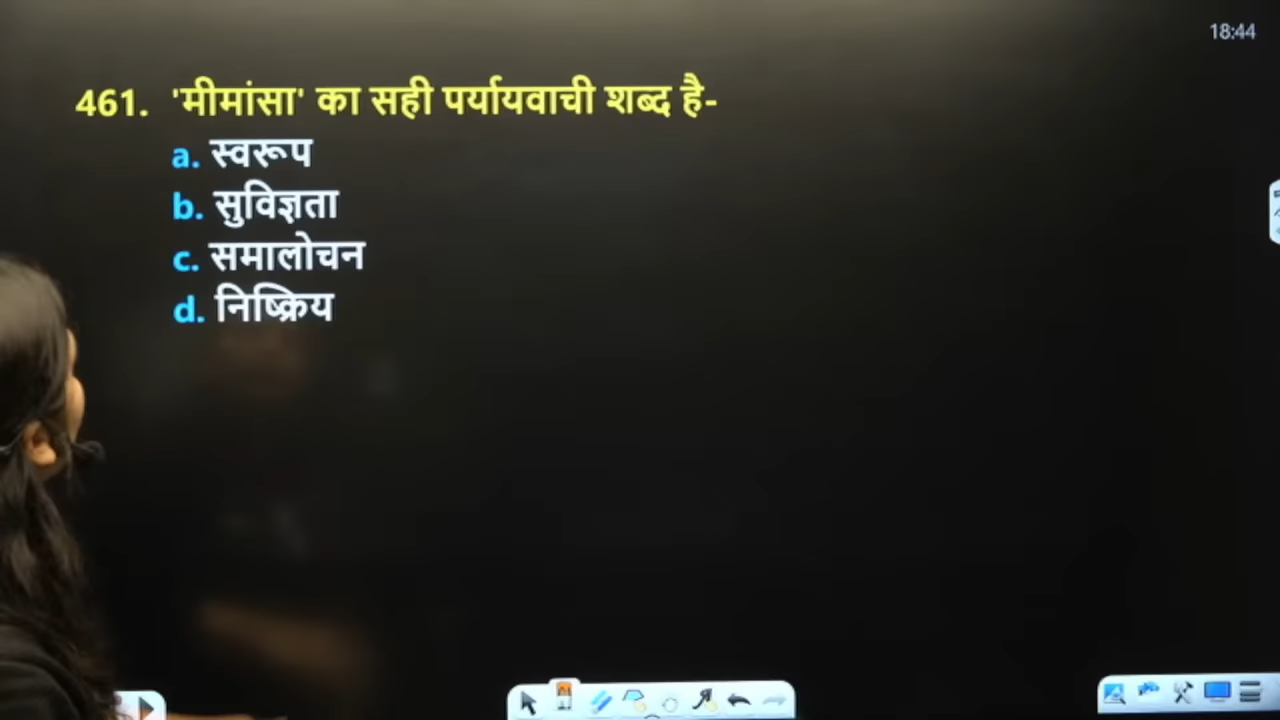 18:44
461. 'मीमांसा' का सही पर्यायवाची शब्द है-
a. स्वरूप
b. सुविज्ञता
c. समालोचन
d. निष्क्रिय